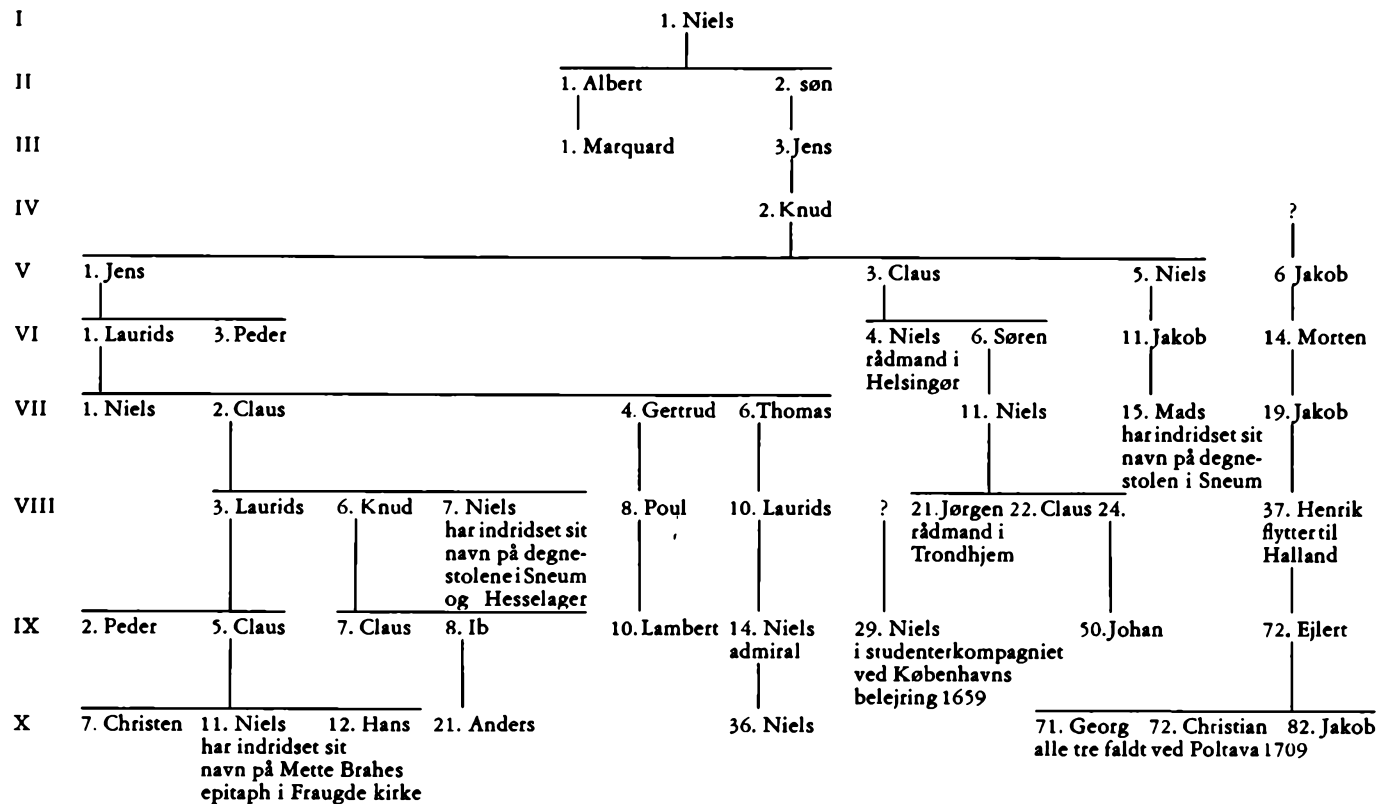 I 1. Niels
II 1. Albert 2. søn
III 1. Marquard 3. Jens
IV 2. Knud ?
V 1. Jens 3. Claus 5. Niels 6 Jakob
VI 1. Laurids 3. Peder 4. Niels 6. Søren 11. Jakob 14. Morten
rådmand i
Helsingør
VII 1. Niels 2. Claus 4. Gertrud 6. Thomas 11. Niels 15. Mads 19. Jakob
har indridset sit
navn på degne-
stolen i Sneum
VIII 3. Laurids 6. Knud 7. Niels 8. Poul 10. Laurids ? 21. Jørgen 22. Claus 24. 37. Henrik
har indridset sit rådmand i flytter til
navn på degne- Trondhjem Halland
stolene i Sneum
og Hesselager
IX 2. Peder 5. Claus 7. Claus 8. Ib 10. Lambert 14. Niels 29. Niels 50. Johan 72. Ejlert
admiral i studenterkompagniet
ved Københavns
belejring 1659
X 7. Christen 11. Niels 12. Hans 21. Anders 36. Niels 71. Georg 72. Christian 82. Jakob
har indridset sit alle tre faldt ved Poltava 1709
navn på Mette Brahes
epitaph i Fraugde kirke